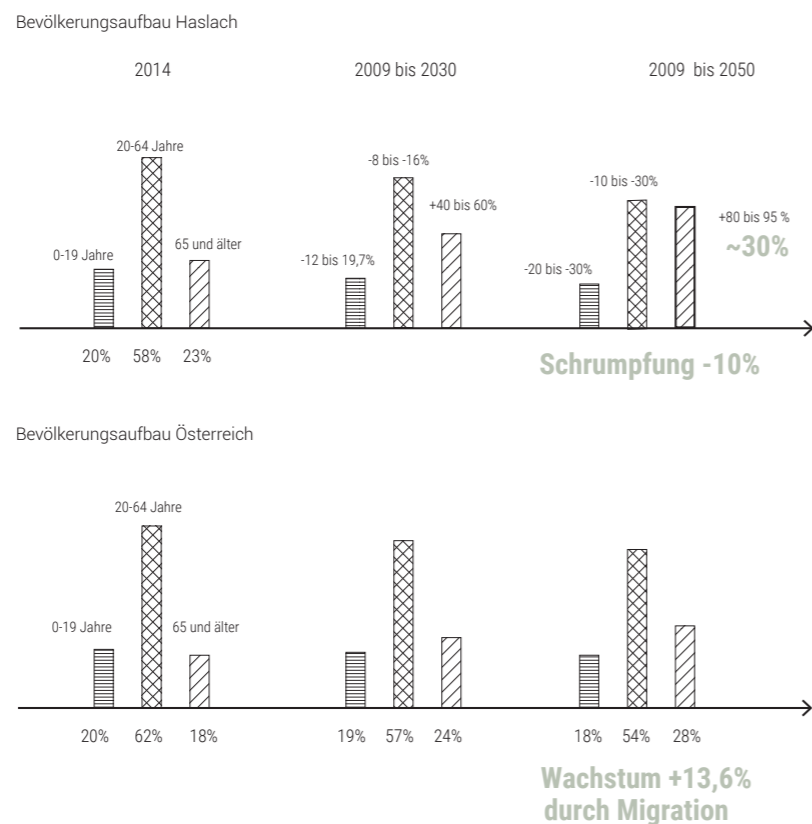 Bevölkerungsaufbau Haslach
2014
2009 bis 2030
2009 bis 2050
20-64 Jahre
0-19 Jahre
65 und älter
-8 bis -16%
+40 bis 60%
-12 bis 19,7%
-10 bis -30%
+80 bis 95 %
~30%
-20 bis -30%
20% 58% 23%
Schrumpfung -10%
Bevölkerungsaufbau Österreich
20-64 Jahre
0-19 Jahre
65 und älter
20% 62% 18%
19% 57% 24%
18% 54% 28%
Wachstum +13,6%
durch Migration